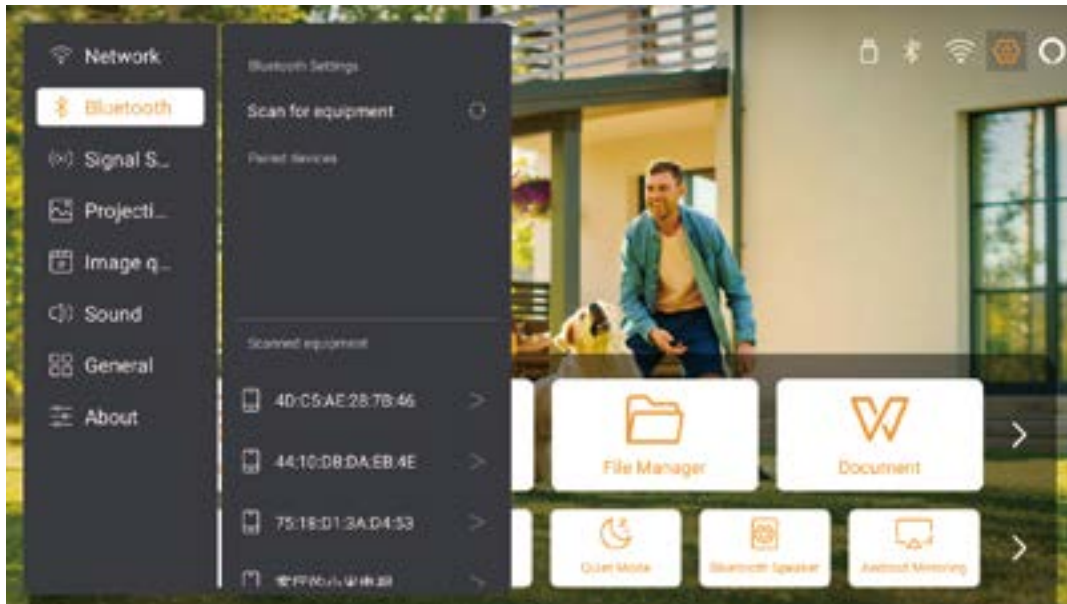 Network
Bluetooth
Signal S...
Projecti...
Image q...
Sound
General
About
Bluetooth Settings
Scan for equipment
Paired devices
Scanned equipment
4D:C5:AE:28:7B:46
44:10:DB:DA:EB:4E
75:18:D1:3A:D4:53
File Manager
Document
Quiet Mode
Bluetooth Speaker
Android Mirroring